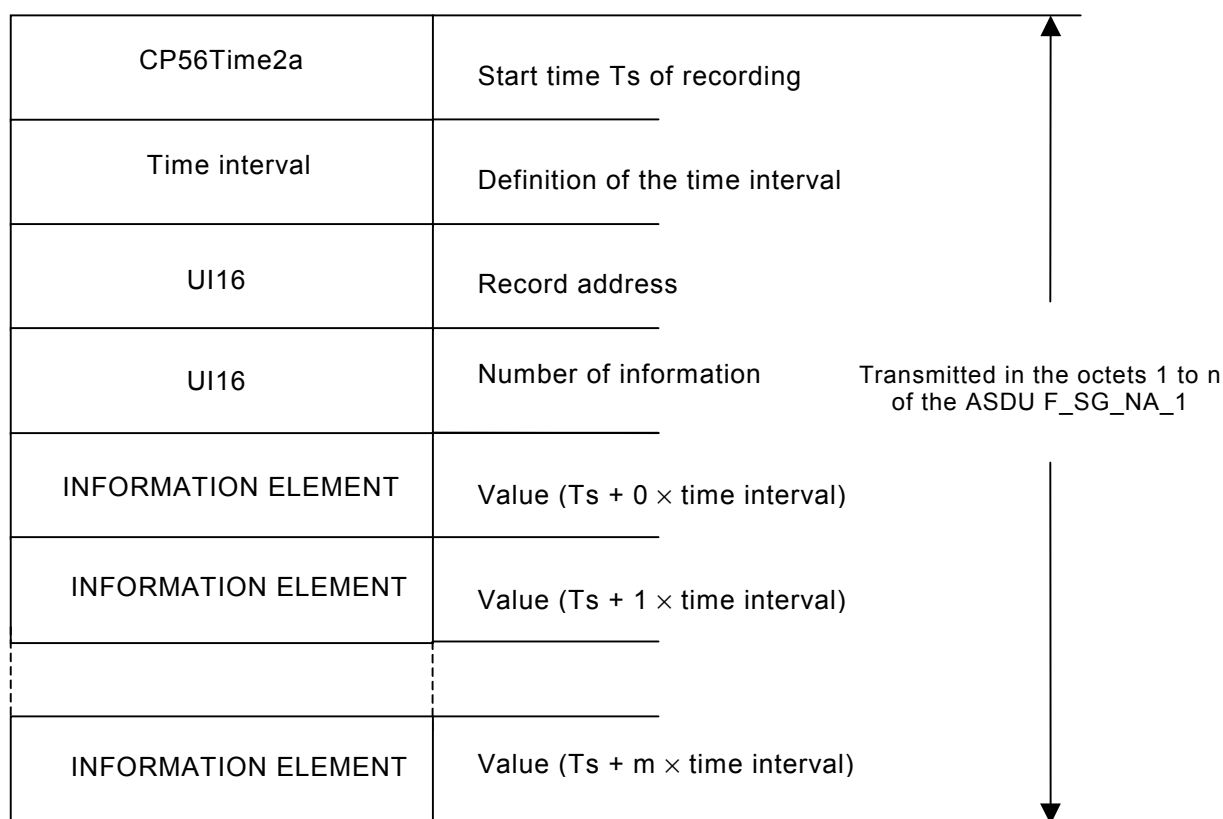 CP56Time2a
Start time Ts of recording
Time interval
Definition of the time interval
UI16
Record address
UI16
Number of information
Transmitted in the octets 1 to n
of the ASDU F_SG_NA_1
INFORMATION ELEMENT
Value (Ts + 0 × time interval)
INFORMATION ELEMENT
Value (Ts + 1 × time interval)
INFORMATION ELEMENT
Value (Ts + m × time interval)